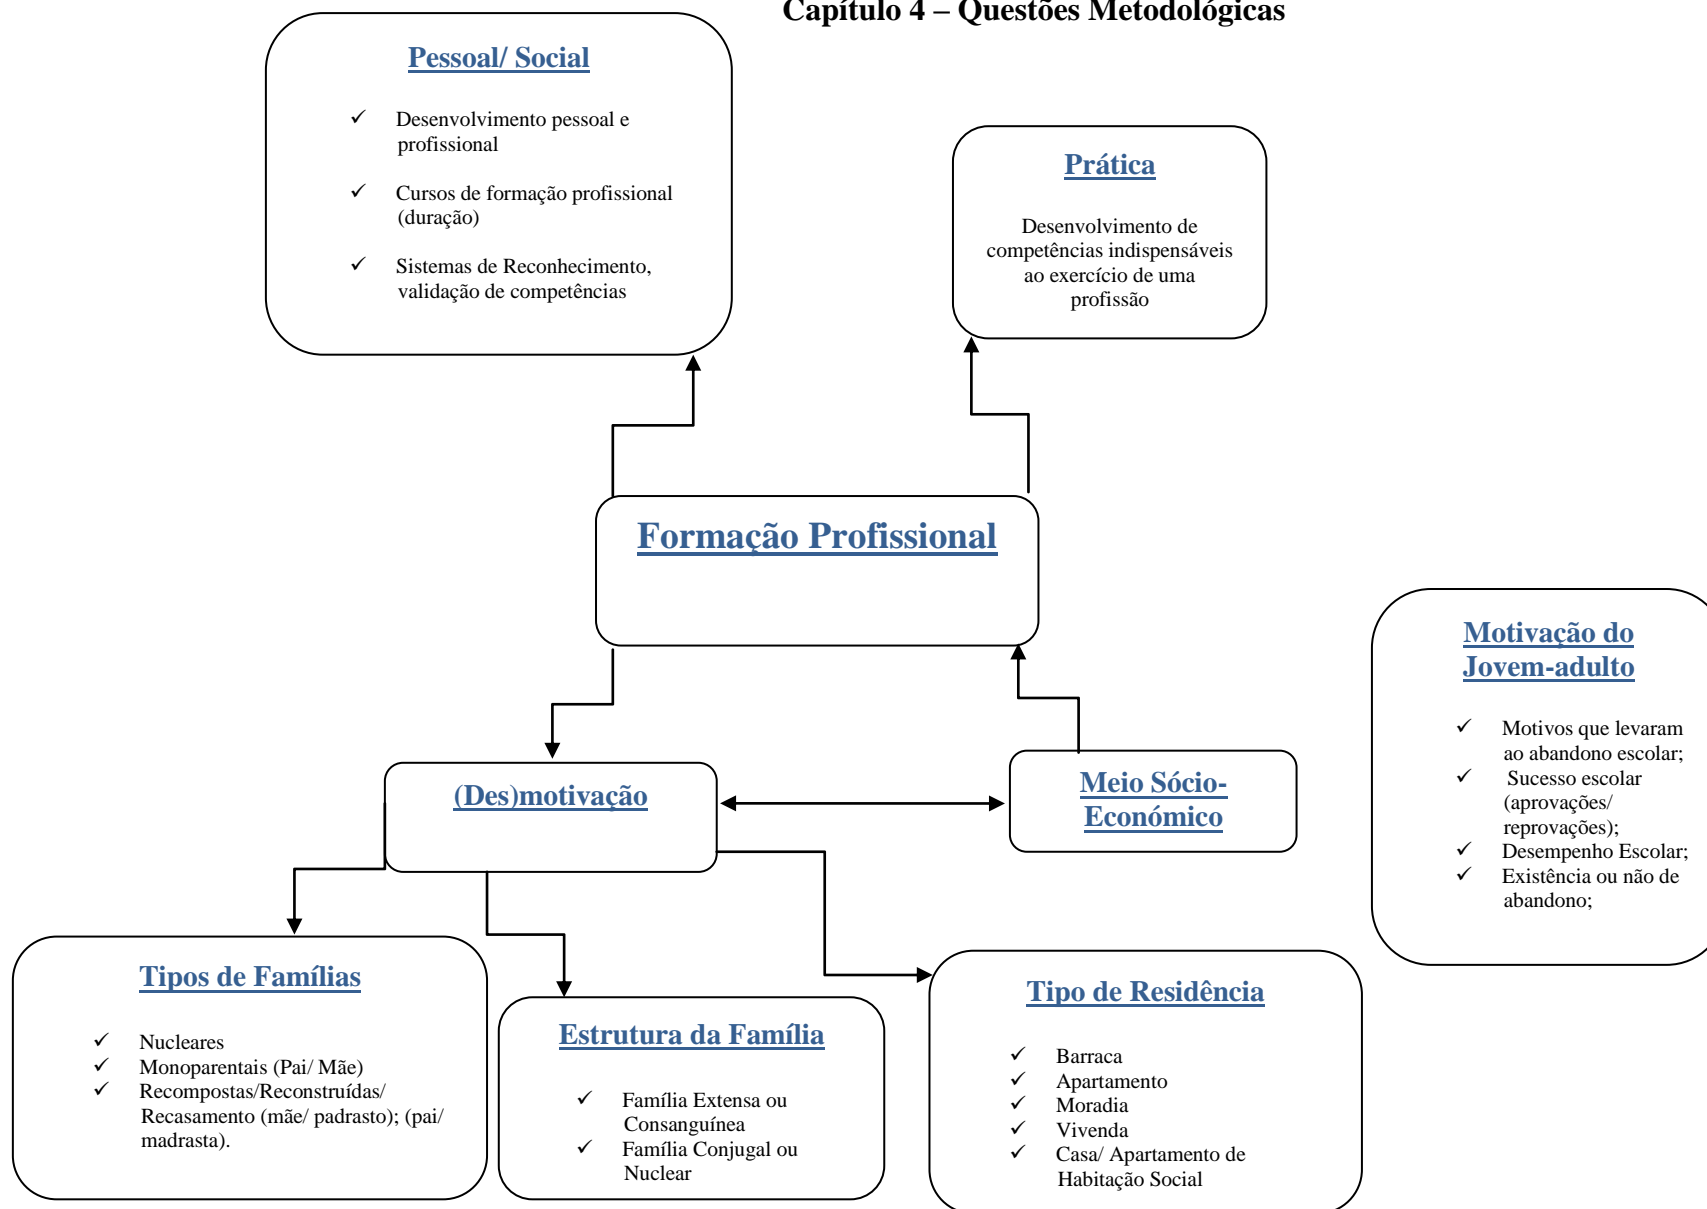 Capítulo 4 – Questões Metodológicas
Pessoal/ Social
✓ Desenvolvimento pessoal e
profissional
✓ Cursos de formação profissional
(duração)
✓ Sistemas de Reconhecimento,
validação de competências
Prática
Desenvolvimento de
competências indispensáveis
ao exercício de uma
profissão
Formação Profissional
Motivação do
Jovem-adulto
✓ Motivos que levaram
ao abandono escolar;
✓ Sucesso escolar
(aprovações/
reprovações);
✓ Desempenho Escolar;
✓ Existência ou não de
abandono;
(Des)motivação
Meio Sócio-
Económico
Tipos de Famílias
✓ Nucleares
✓ Monoparentais (Pai/ Mãe)
✓ Recompostas/Reconstruídas/
Recasamento (mãe/ padrasto); (pai/
madrasta).
Estrutura da Família
✓ Família Extensa ou
Consanguínea
✓ Família Conjugal ou
Nuclear
Tipo de Residência
✓ Barraca
✓ Apartamento
✓ Moradia
✓ Vivenda
✓ Casa/ Apartamento de
Habitação Social